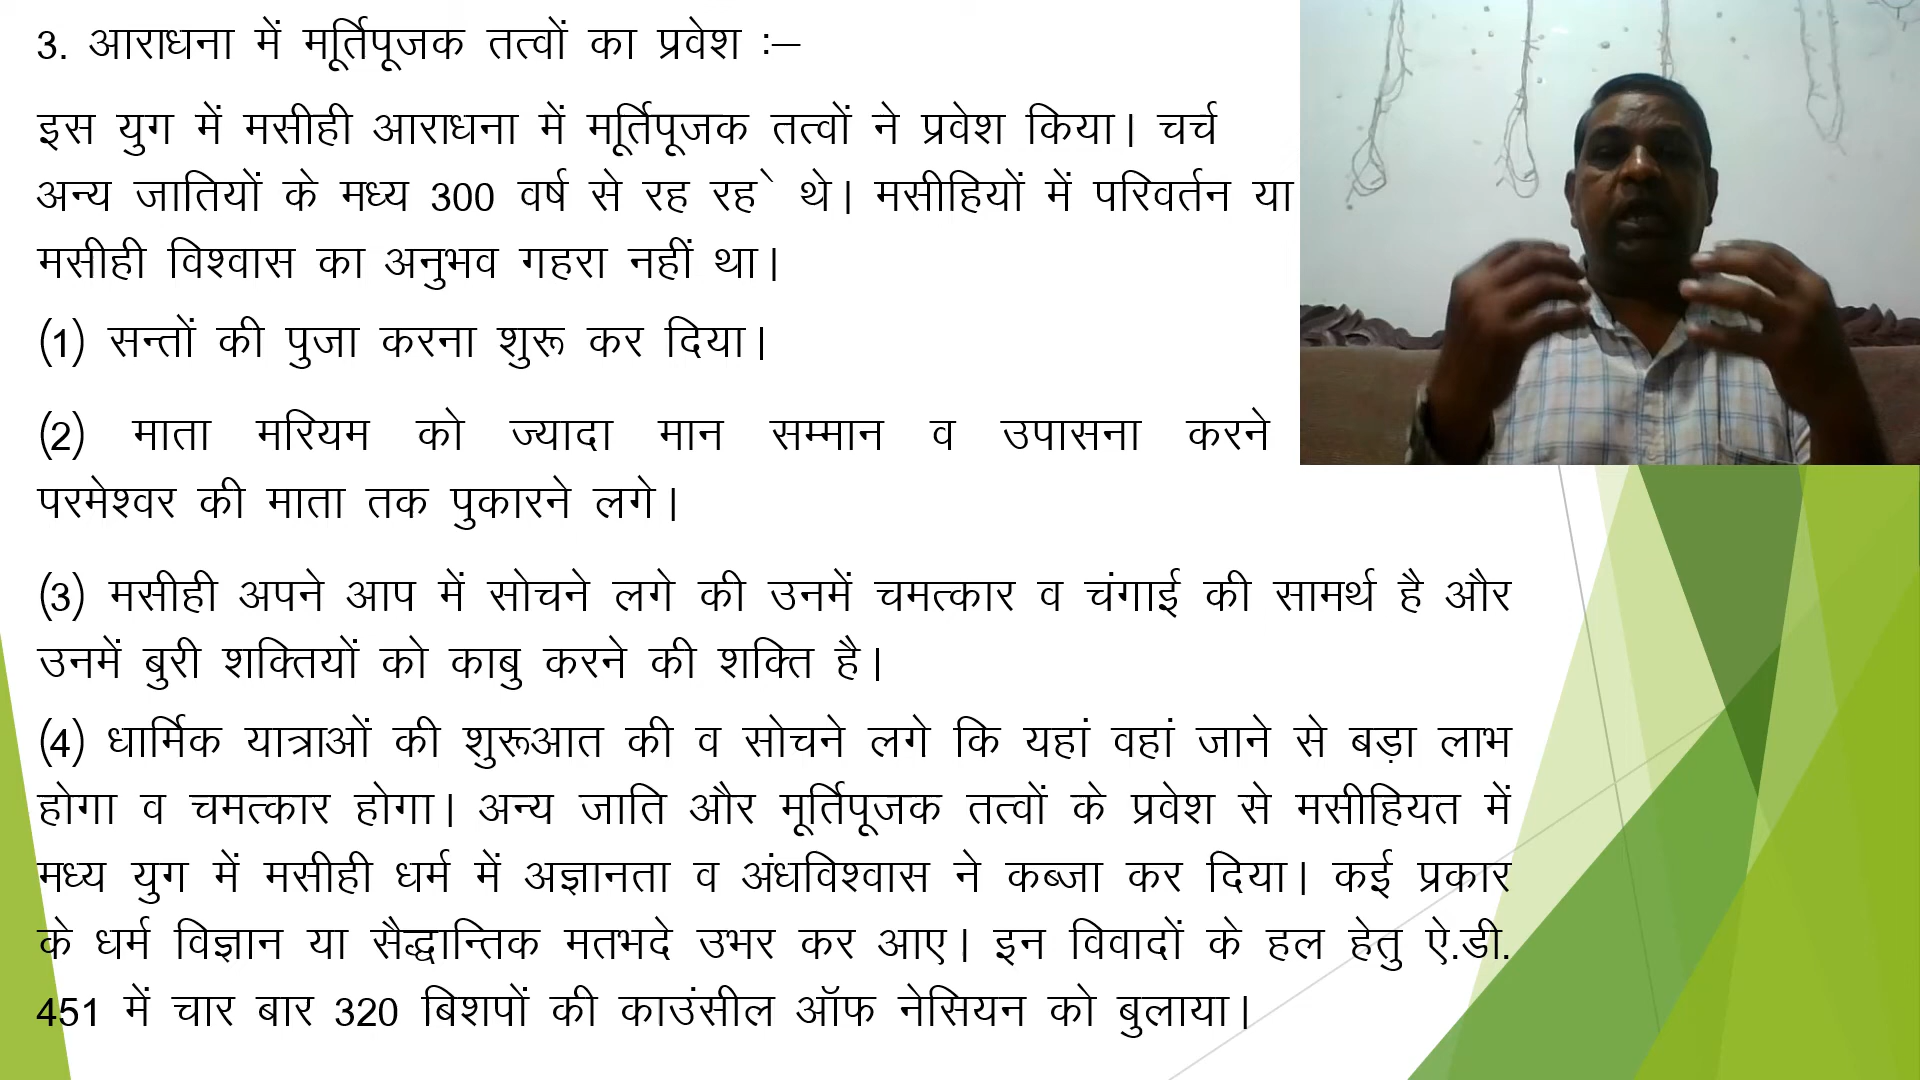 3. आराधना में मूर्तिपूजक तत्वों का प्रवेश :–
इस युग में मसीही आराधना में मूर्तिपूजक तत्वों ने प्रवेश किया। चर्च
अन्य जातियों के मध्य 300 वर्ष से रह रहे थे। मसीहियों में परिवर्तन या
मसीही विश्वास का अनुभव गहरा नहीं था।
(1) सन्तों की पुजा करना शुरू कर दिया।
(2) माता मरियम को ज्यादा मान सम्मान व उपासना करने
परमेश्वर की माता तक पुकारने लगे।
(3) मसीही अपने आप में सोचने लगे की उनमें चमत्कार व चंगाई की सामर्थ है और
उनमें बुरी शक्तियों को काबु करने की शक्ति है।
(4) धार्मिक यात्राओं की शुरूआत की व सोचने लगे कि यहां वहां जाने से बड़ा लाभ
होगा व चमत्कार होगा। अन्य जाति और मूर्तिपूजक तत्वों के प्रवेश से मसीहियत में
मध्य युग में मसीही धर्म में अज्ञानता व अंधविश्वास ने कब्जा कर दिया। कई प्रकार
के धर्म विज्ञान या सैद्धान्तिक मतभदे उभर कर आए। इन विवादों के हल हेतु ऐ.डी.
451 में चार बार 320 बिशपों की काउंसील ऑफ नेसियन को बुलाया।